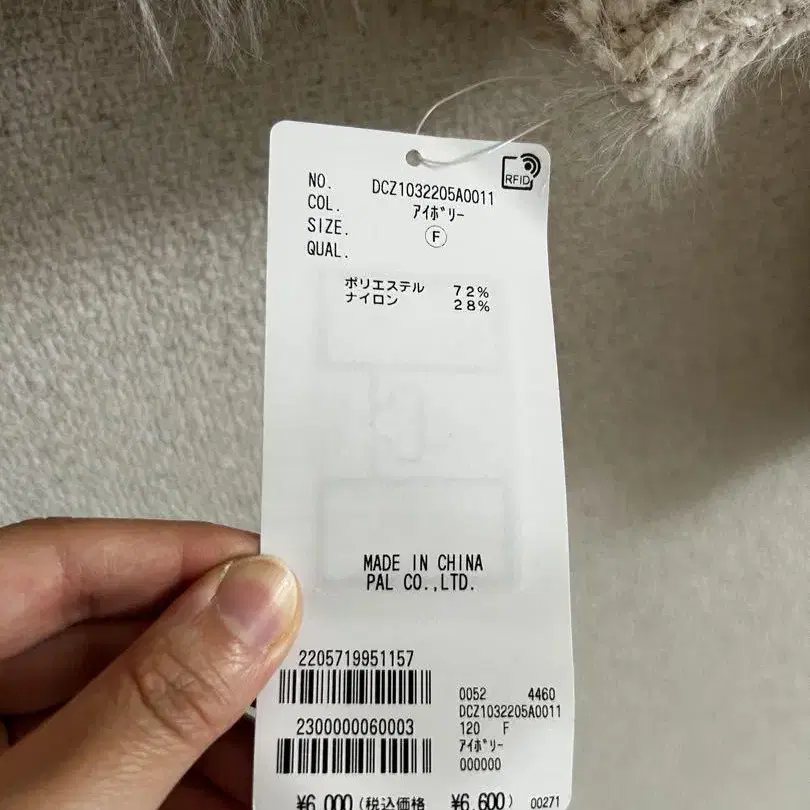 RFID
NO. DCZ1032205A0011
COL. ｱｲﾎﾞﾘｰ
SIZE. Ⓕ
QUAL.
ポリエステル 72%
ナイロン 28%
MADE IN CHINA
PAL CO.,LTD.
2205719951157
2300000060003
0052 4460
DCZ1032205A0011
120 F
ｱｲﾎﾞﾘｰ
000000
¥6,000(税込価格 ¥6,600) 00271